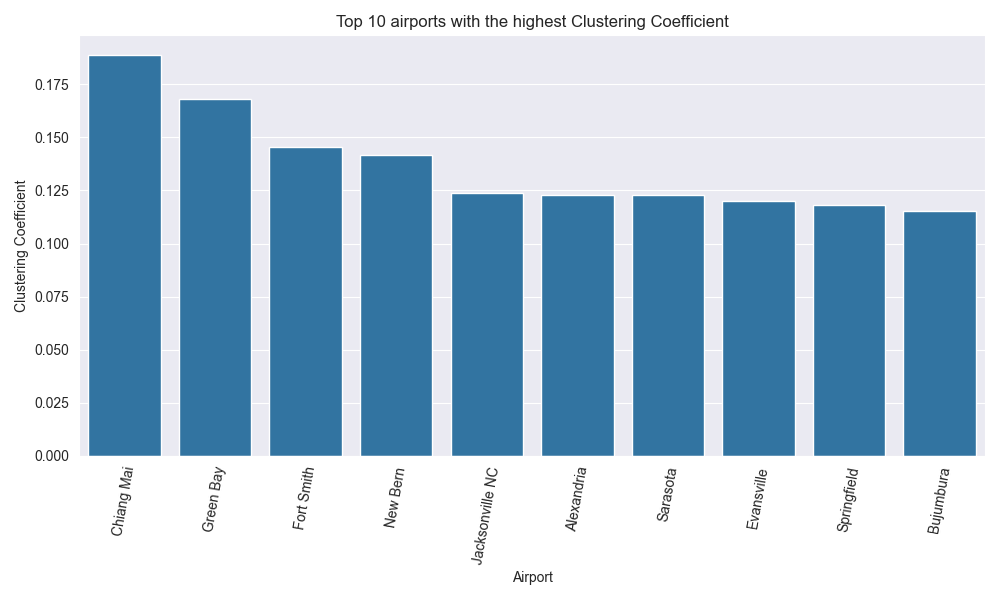 Top 10 airports with the highest Clustering Coefficient
Clustering Coefficient
0.175
0.150
0.125
0.100
0.075
0.050
0.025
0.000
Chiang Mai
Green Bay
Fort Smith
New Bern
Jacksonville NC
Alexandria
Sarasota
Evansville
Springfield
Bujumbura
Airport